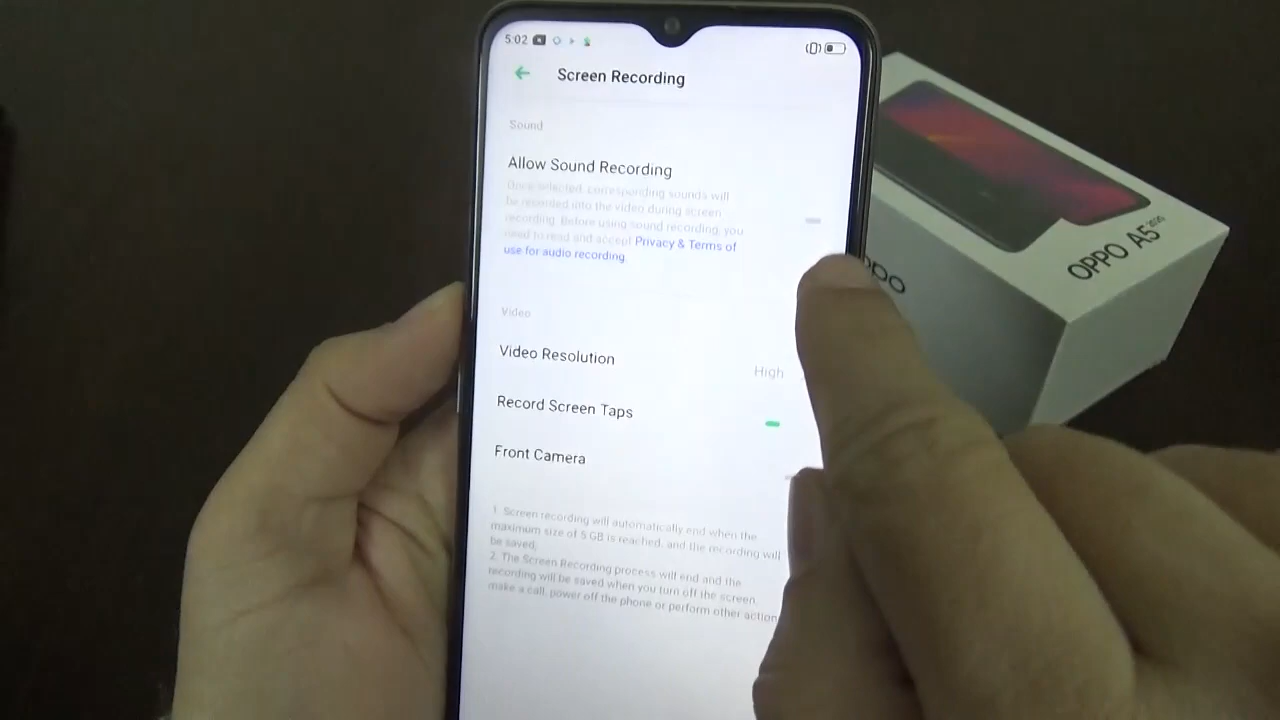 5:02
Screen Recording
Sound
Allow Sound Recording
Once selected, corresponding sounds will
be recorded into the video during screen
recording. Before using sound recording, you
need to read and accept Privacy & Terms of
use for audio recording.
Video
Video Resolution
High
Record Screen Taps
Front Camera
1. Screen recording will automatically end when the
maximum size of 5 GB is reached, and the recording will
be saved;
2. The Screen Recording process will end and the
recording will be saved when you turn off the screen,
make a call, power off the phone or perform other action
OPPO A5 2020
ppo